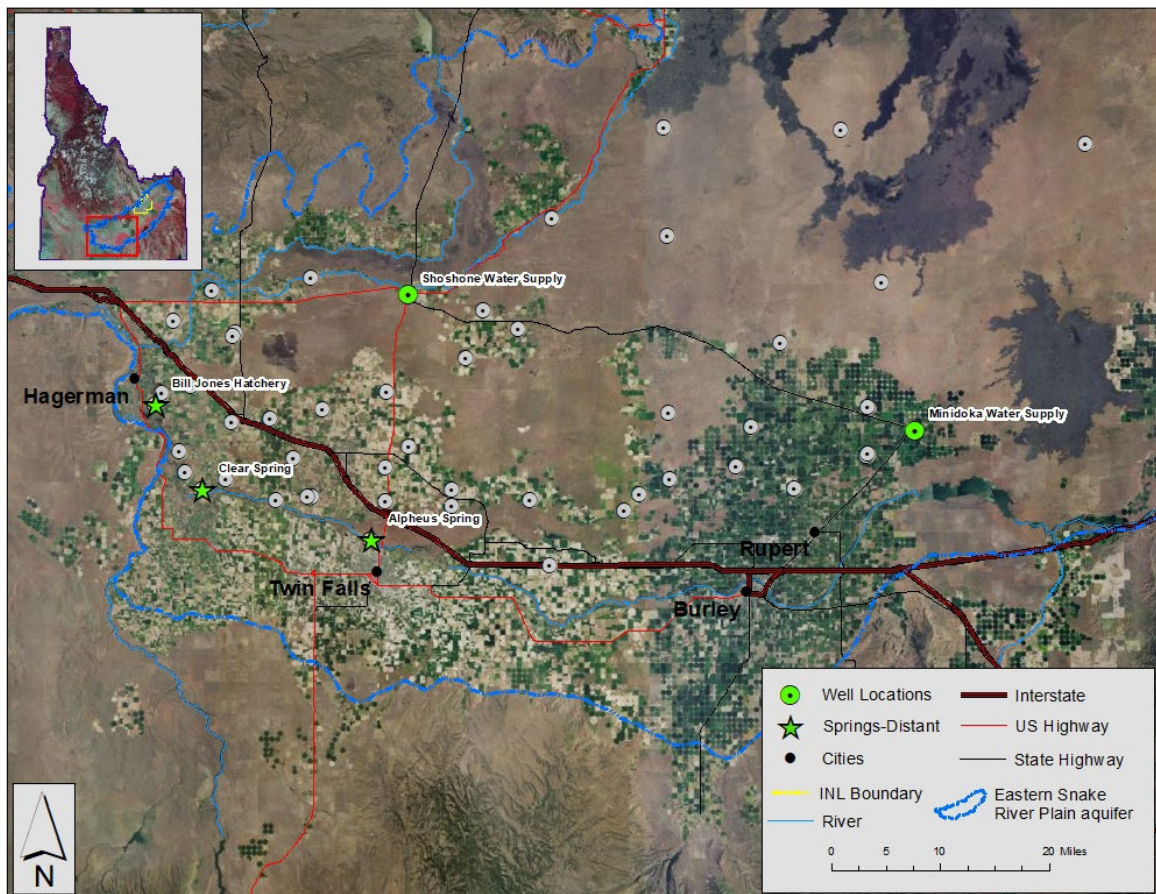 Shoshone Water Supply
Hagerman
Bill Jones Hatchery
Minidoka Water Supply
Clear Spring
Alpheus Spring
Rupert
Twin Falls
Burley
Well Locations
Interstate
Springs-Distant
US Highway
Cities
State Highway
INL Boundary
Eastern Snake
River Plain aquifer
River
0 5 10 20 Miles
N